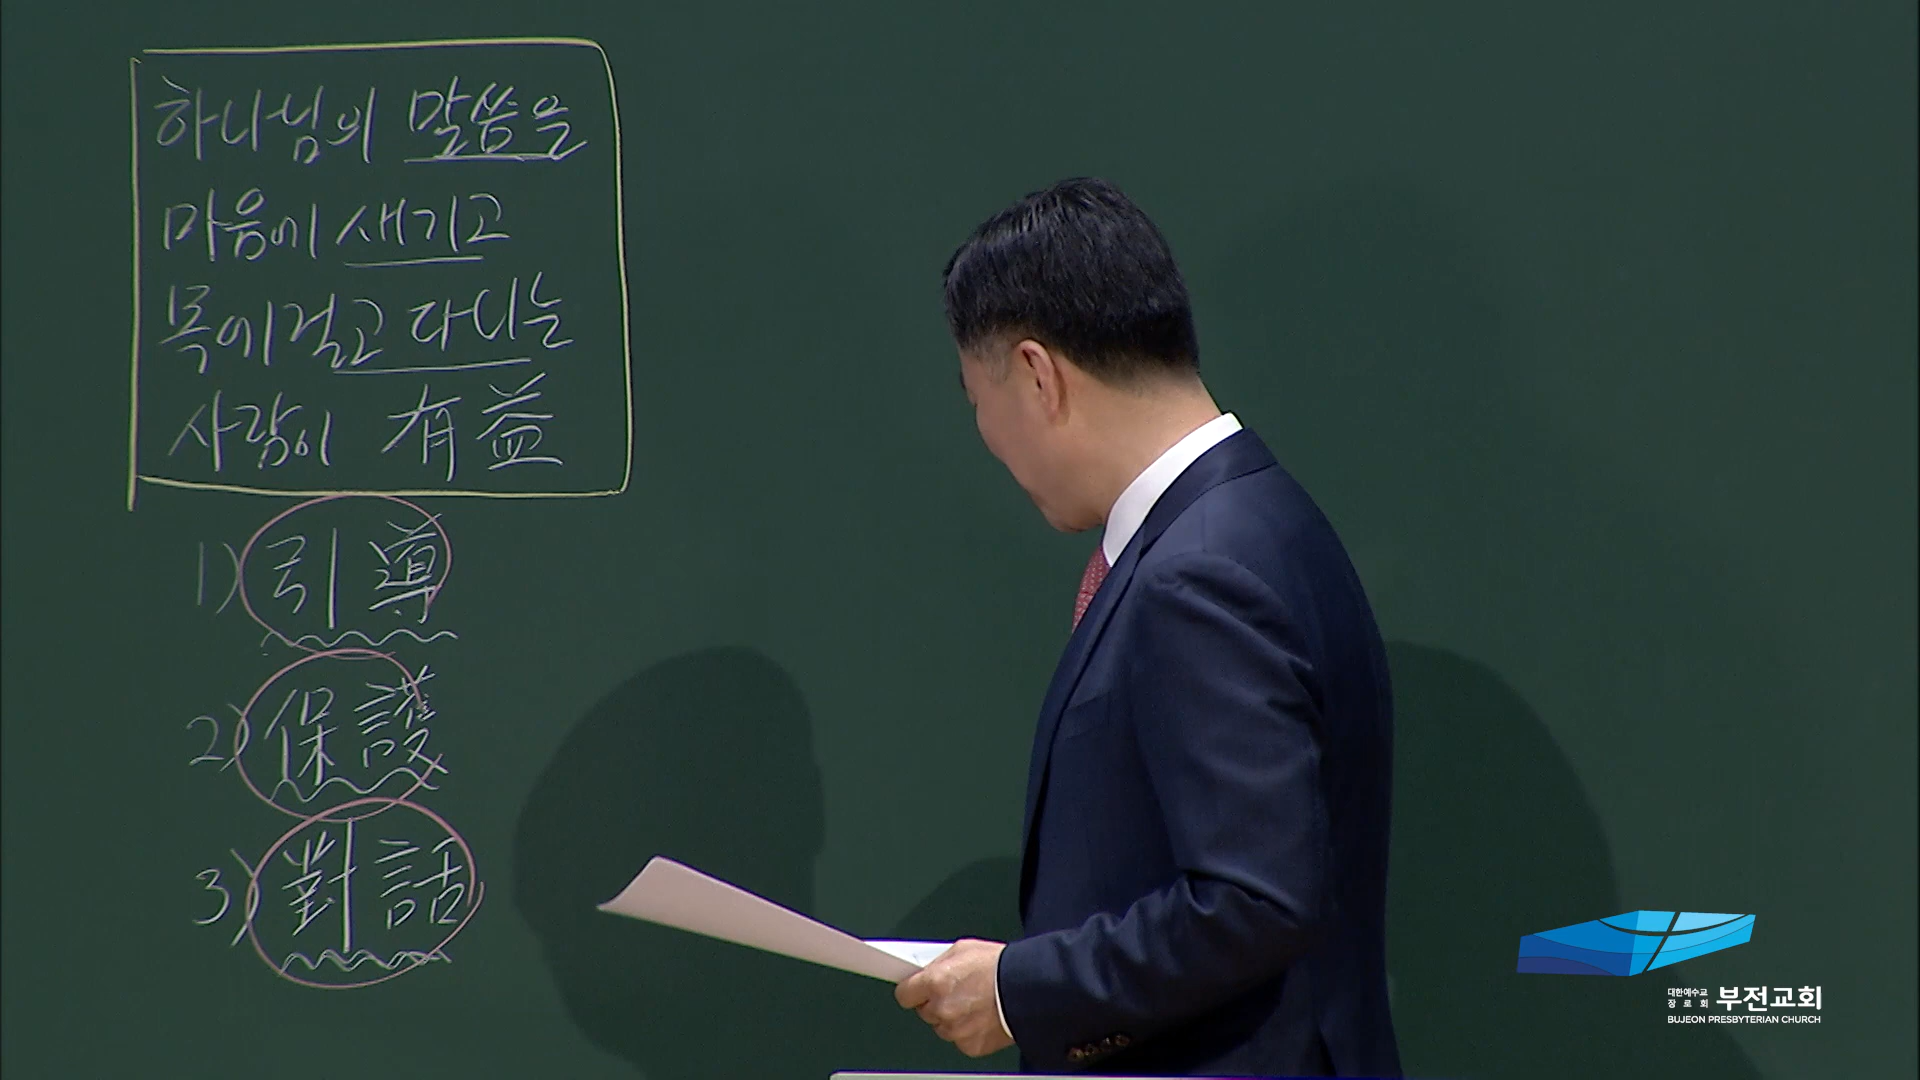 하나님의 말씀을
마음에 새기고
목에 걸고 다니는
사람이 有益
1) 引導
2) 保護
3) 對話
대한예수교
장로회 부전교회
BUJEON PRESBYTERIAN CHURCH